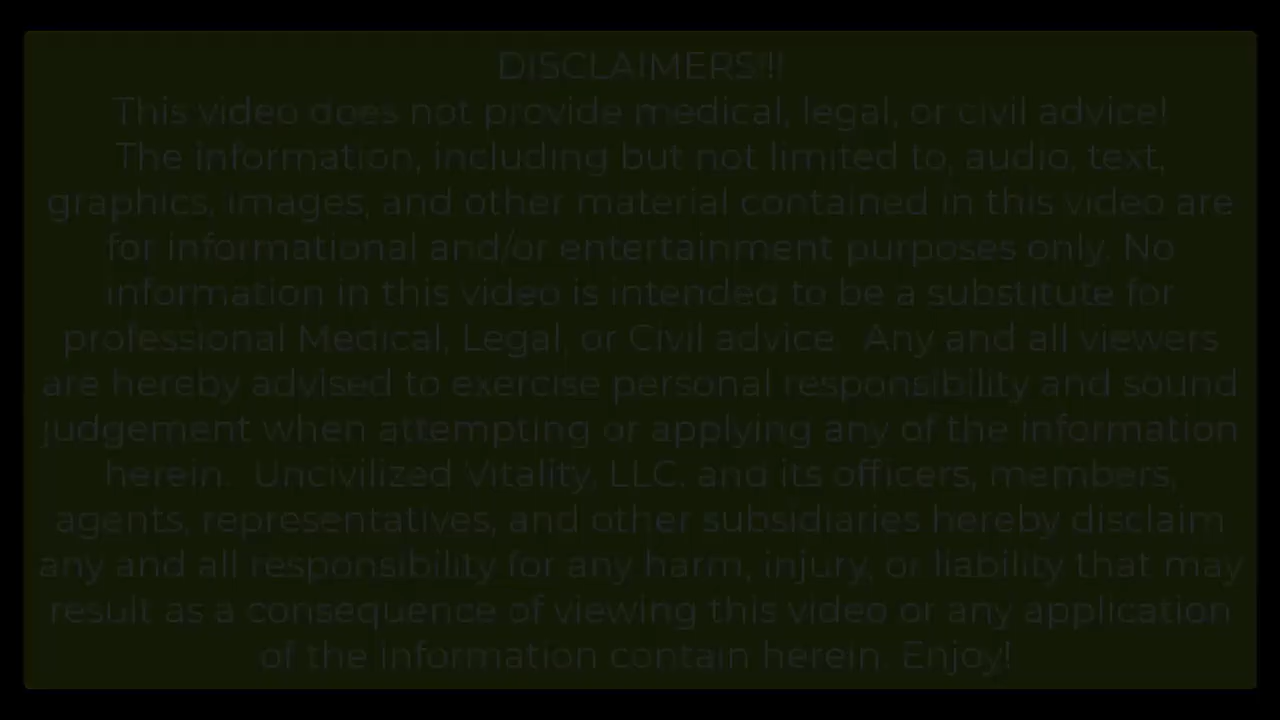 DISCLAIMERS!!!
This video does not provide medical, legal, or civil advice!
The information, including but not limited to, audio, text,
graphics, images, and other material contained in this video are
for informational and/or entertainment purposes only. No
information in this video is intended to be a substitute for
professional Medical, Legal, or Civil advice.  Any and all viewers
are hereby advised to exercise personal responsibility and sound
judgement when attempting or applying any of the information
herein.  Uncivilized Vitality, LLC. and its officers, members,
agents, representatives, and other subsidiaries hereby disclaim
any and all responsibility for any harm, injury, or liability that may
result as a consequence of viewing this video or any application
of the information contain herein. Enjoy!